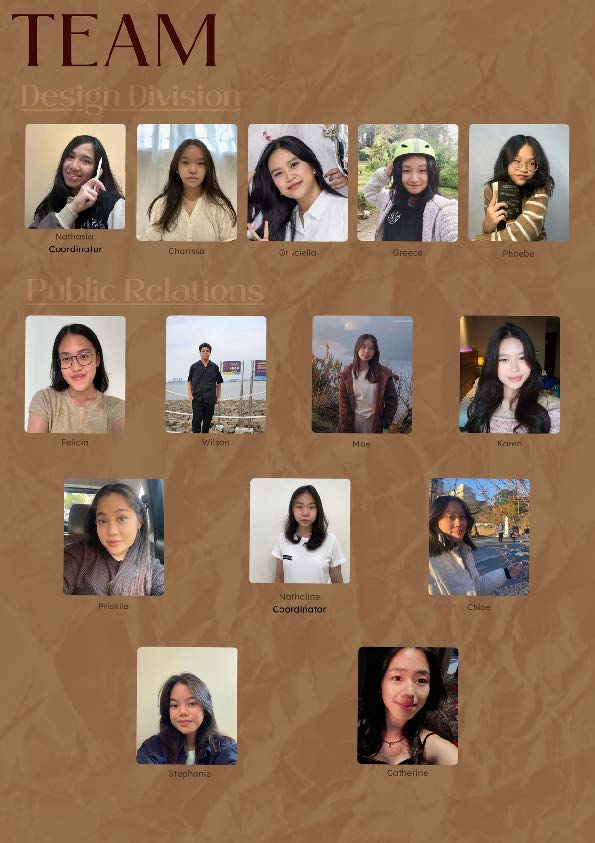 TEAM
Design Division
Nathasia
Coordinator
Charissa
Graciella
Greece
Phoebe
Public Relations
Felicia
Wilson
Mae
Karen
Priskila
Nathaline
Coordinator
Chloe
Stephanie
Catherine